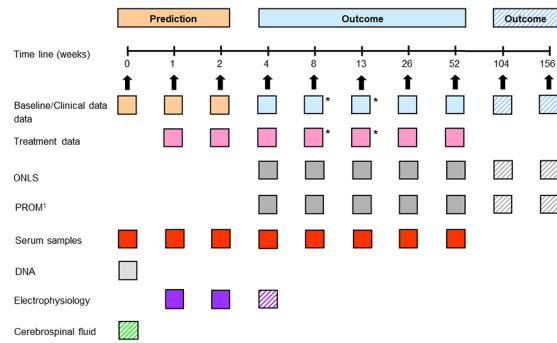 Prediction Outcome Outcome
Time line (weeks)
0 1 2 4 8 13 26 52 104 156
Baseline/Clinical data * *
data
Treatment data * *
ONLS
PROM¹
Serum samples
DNA
Electrophysiology
Cerebrospinal fluid